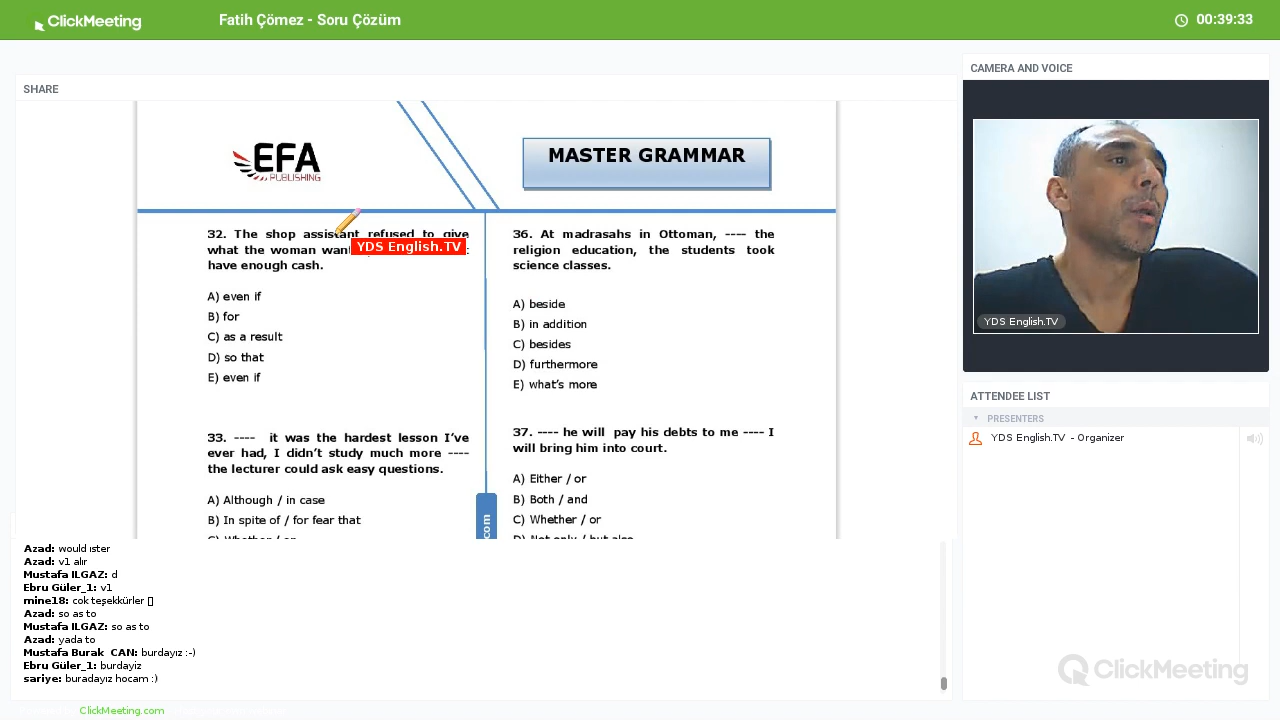 ClickMeeting
Fatih Çömez - Soru Çözüm
00:39:33
SHARE
EFA
PUBLISHING
MASTER GRAMMAR
32. The shop assistant refused to give
what the woman want
have enough cash.
YDS English.TV
A) even if
B) for
C) as a result
D) so that
E) even if
33. ---- it was the hardest lesson I’ve
ever had, I didn’t study much more ----
the lecturer could ask easy questions.
A) Although / in case
B) In spite of / for fear that
C) Whether / or
36. At madrasahs in Ottoman, ---- the
religion education, the students took
science classes.
A) beside
B) in addition
C) besides
D) furthermore
E) what’s more
37. ---- he will pay his debts to me ---- I
will bring him into court.
A) Either / or
B) Both / and
C) Whether / or
D) Not only / but also
com
CAMERA AND VOICE
YDS English.TV
ATTENDEE LIST
PRESENTERS
YDS English.TV - Organizer
Azad: would ıster
Azad: v1 alır
Mustafa ILGAZ: d
Ebru Güler_1: v1
mine18: cok teşekkürler []
Azad: so as to
Mustafa ILGAZ: so as to
Azad: yada to
Mustafa Burak CAN: burdayız :-)
Ebru Güler_1: burdayiz
sariye: buradayız hocam :)
ClickMeeting
ClickMeeting.com